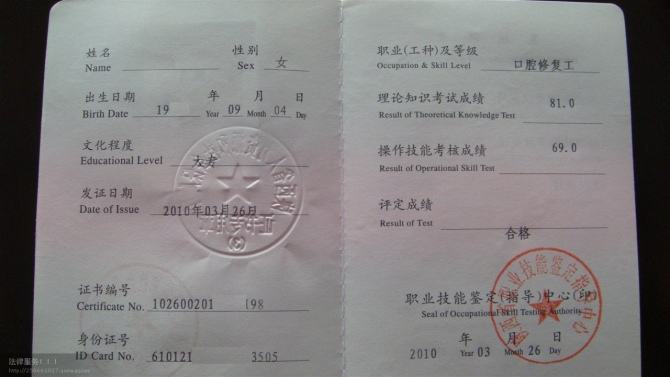 姓名 性别
Name Sex 女
出生日期 年 月 日
Birth Date 19 Year 09 Month 04 Day
文化程度
Educational Level 大专
发证日期
Date of Issue 2010年03月26日
证书编号
Certificate No. 102600201 198
身份证号
ID Card No. 610121 3505
法律服务1.1.1
职业(工种)及等级
Occupation & Skill Level 口腔修复工
理论知识考试成绩
Result of Theoretical Knowledge Test 81.0
操作技能考核成绩
Result of Operational Skill Test 69.0
评定成绩
Result of Test 合格
职业技能鉴定(指导)中心(印)
Seal of Occupational Skill Testing Authority
年 月 日
2010 Year 03 Month 26 Day